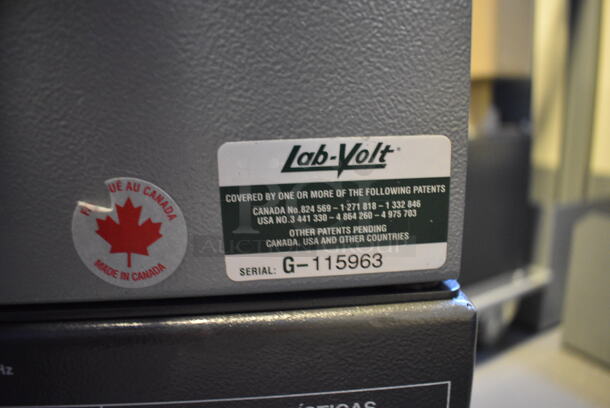 Lab-Volt
COVERED BY ONE OR MORE OF THE FOLLOWING PATENTS
CANADA No.824 569 – 1 271 818 – 1 332 846
USA NO.3 441 330 – 4 864 260 – 4 975 703
OTHER PATENTS PENDING
CANADA, USA AND OTHER COUNTRIES
SERIAL: G–115963
UE AU CANADA
MADE IN CANADA
Hz